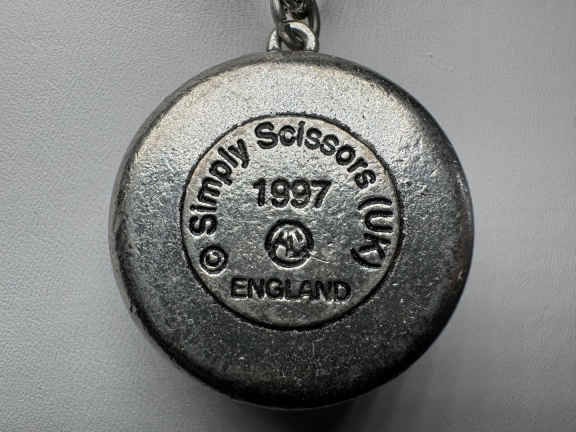 © Simply Scissors (UK)
1997
ENGLAND